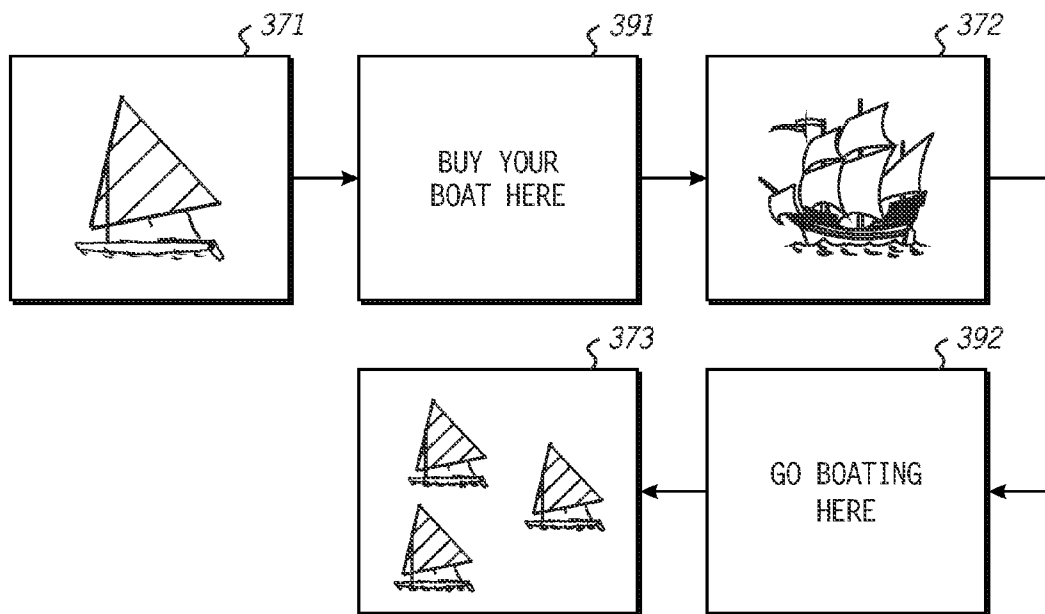 371
391
372
BUY YOUR
BOAT HERE
373
392
GO BOATING
HERE